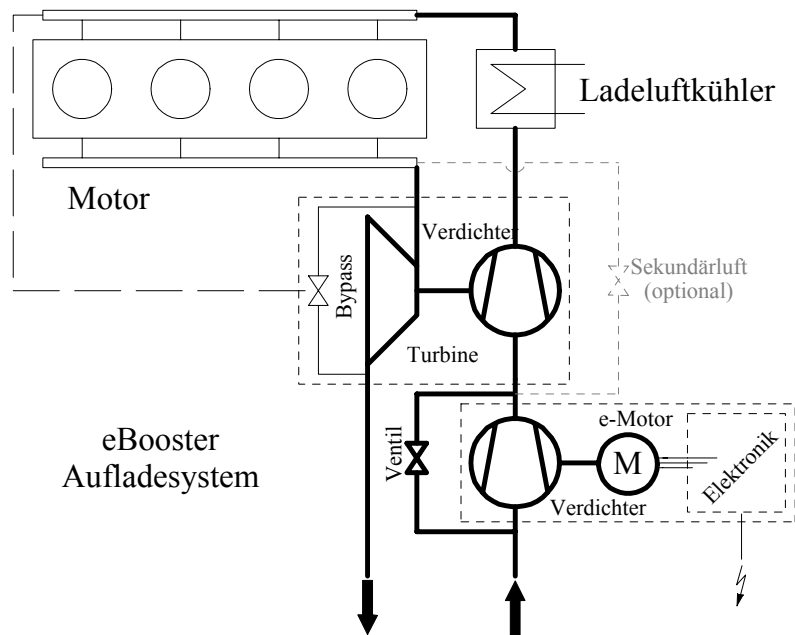 Ladeluftkühler
Motor
Verdichter
Bypass
Sekundärluft
(optional)
Turbine
eBooster
Aufladesystem
Ventil
e-Motor
M
Elektronik
Verdichter